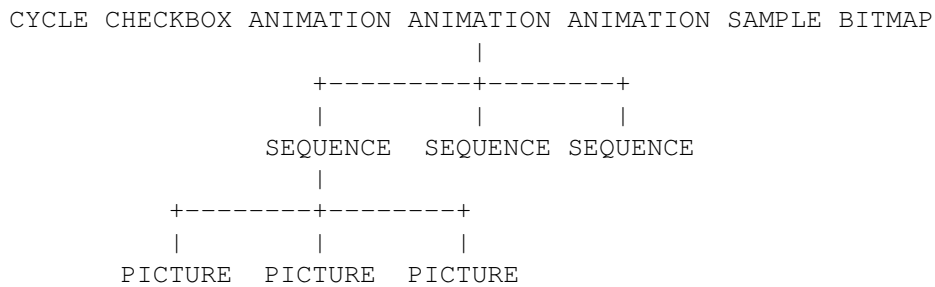 CYCLE CHECKBOX ANIMATION ANIMATION ANIMATION SAMPLE BITMAP
|
+---------+--------+
| | |
SEQUENCE SEQUENCE SEQUENCE
|
+--------+--------+
| | |
PICTURE PICTURE PICTURE